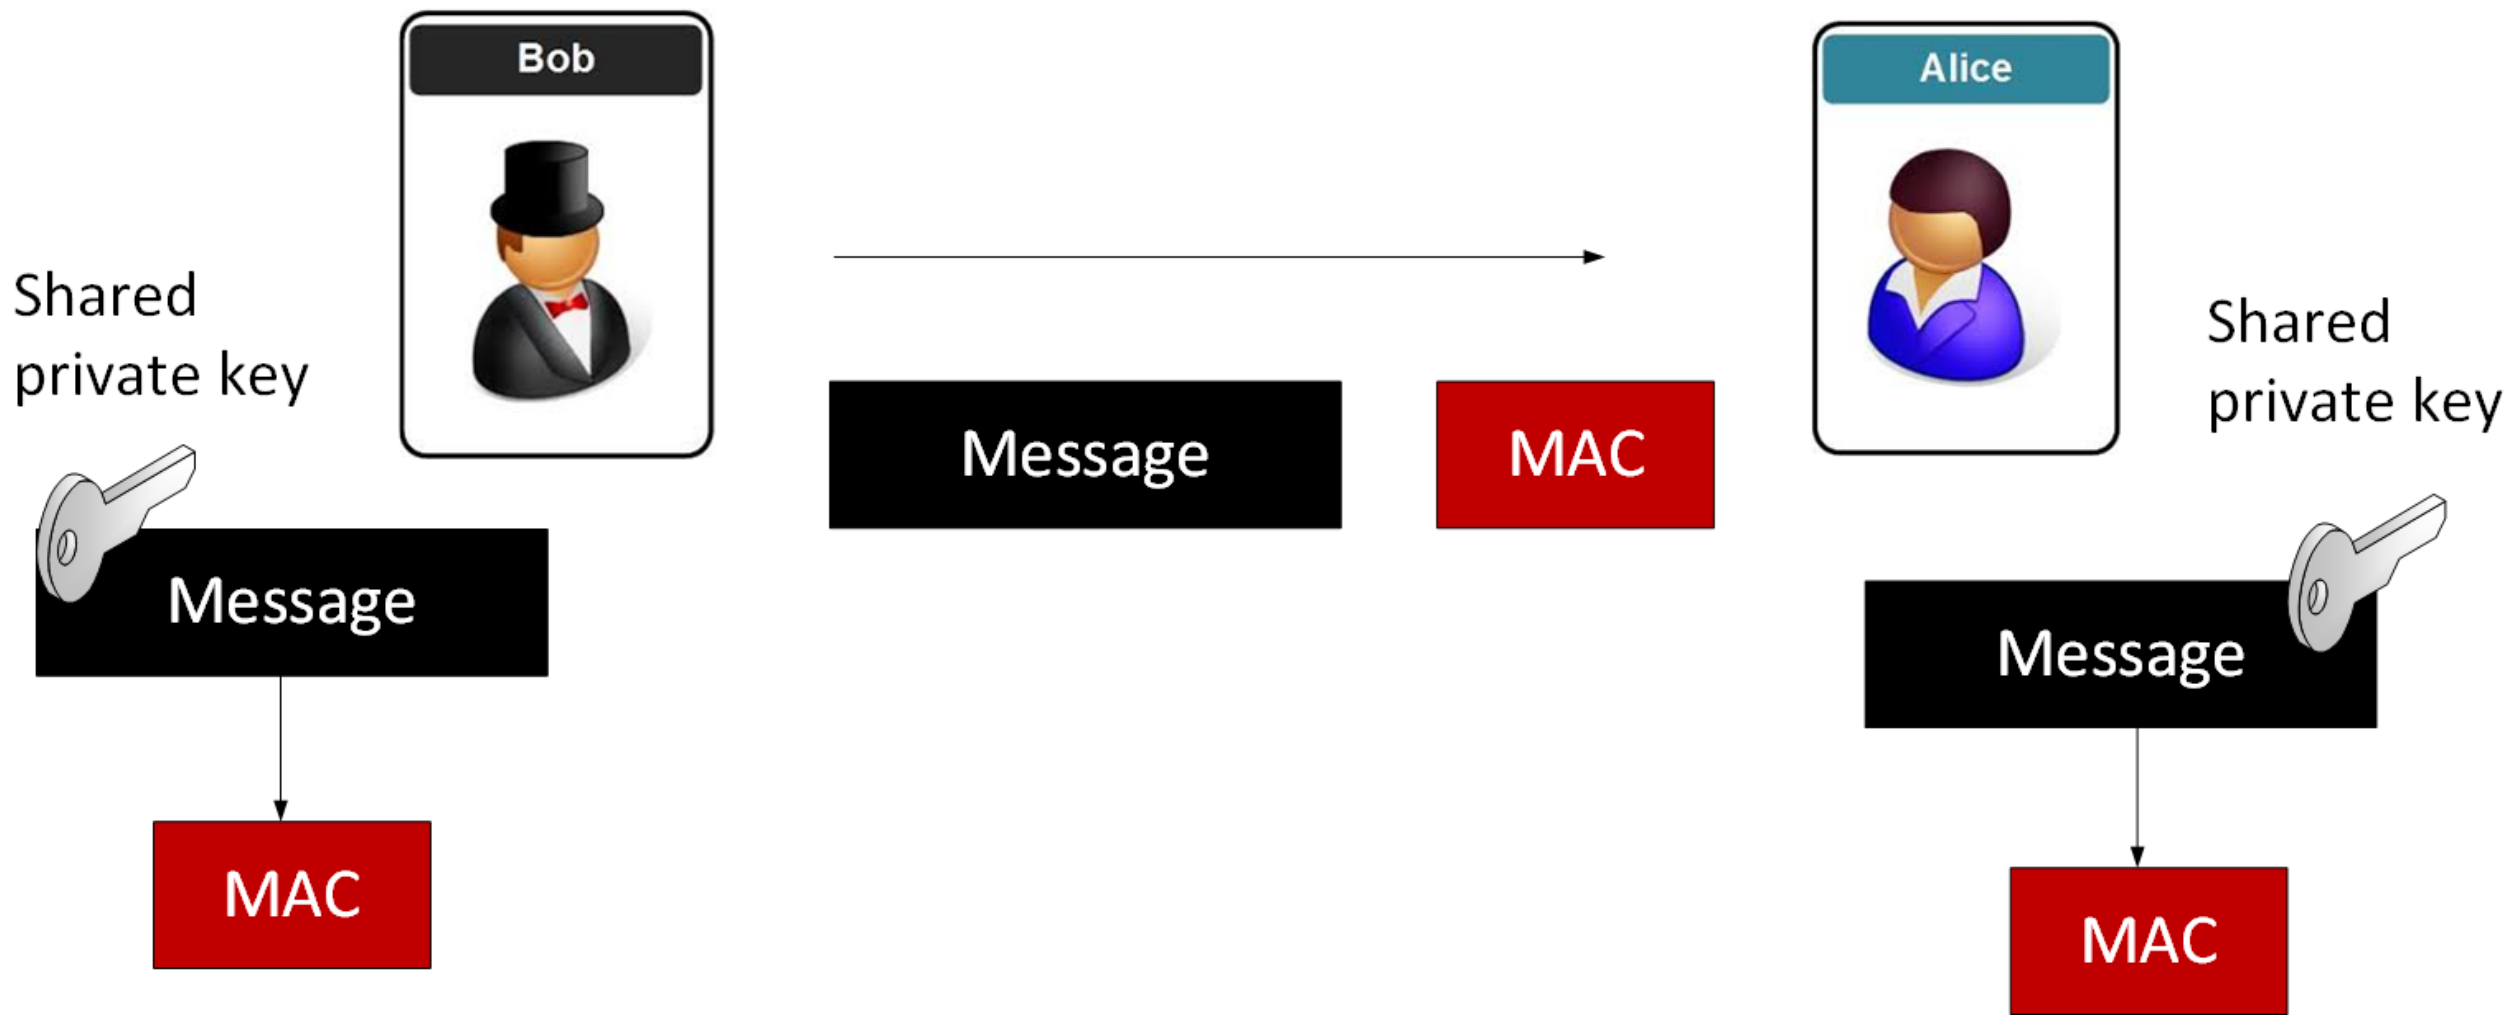 Bob
Alice
Shared
private key
Shared
private key
Message
MAC
Message
Message
MAC
MAC